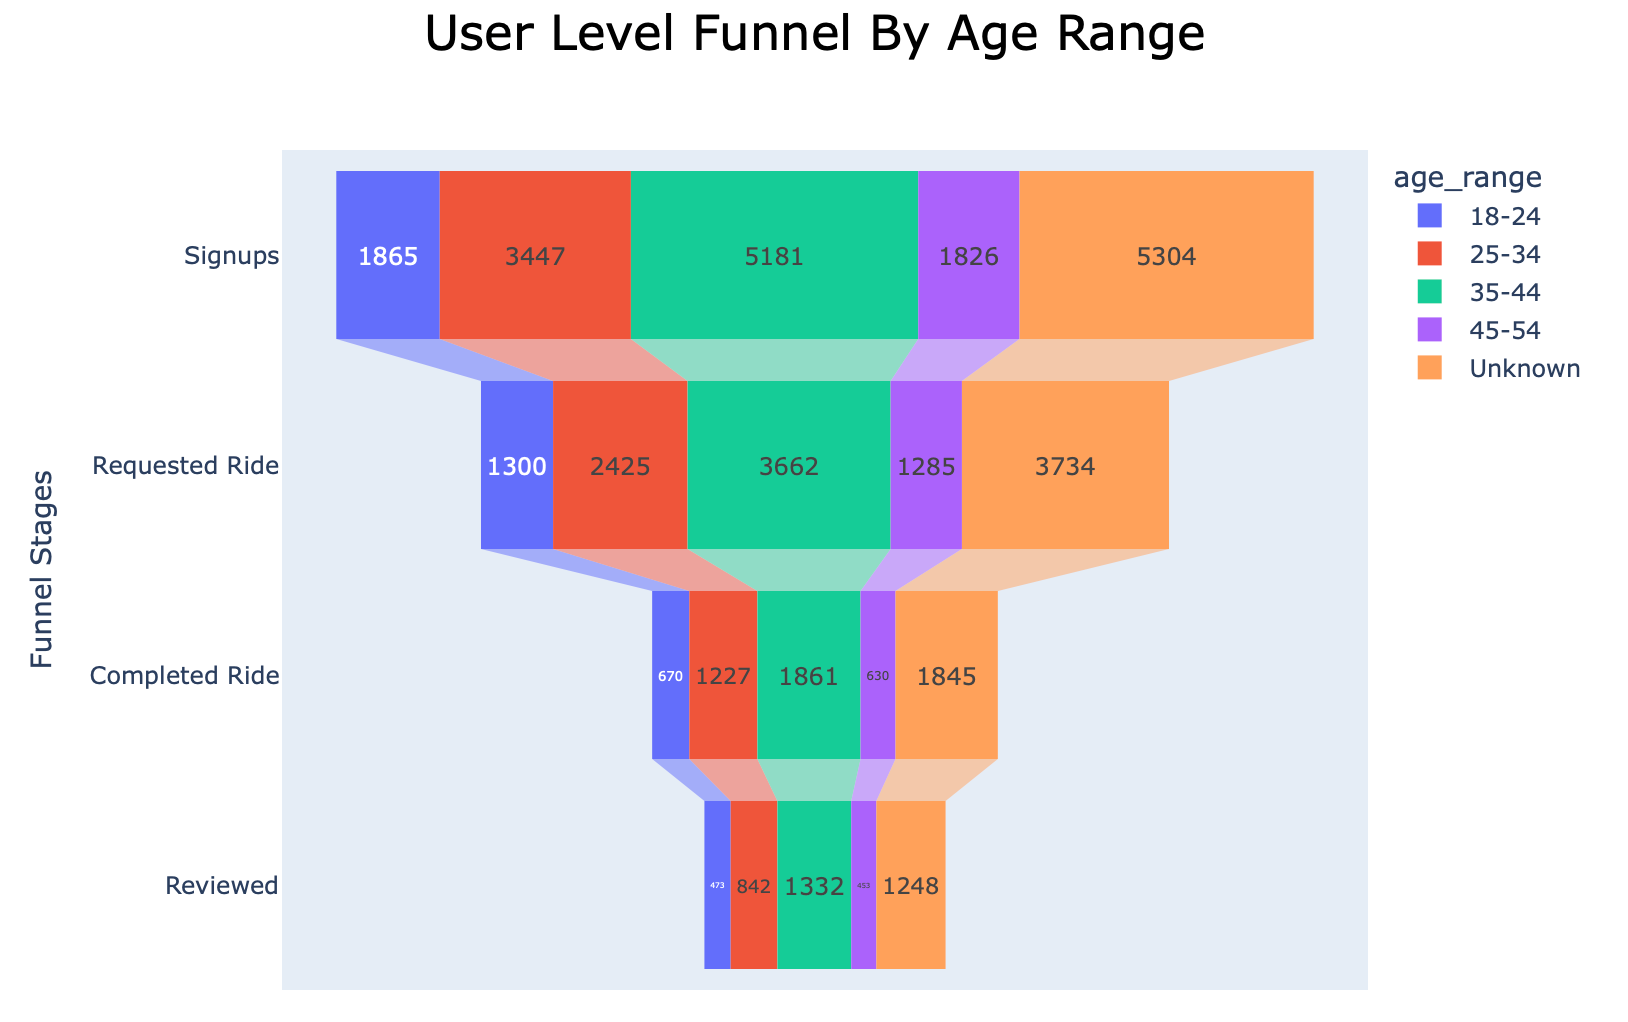 User Level Funnel By Age Range
age_range
18-24
25-34
35-44
45-54
Unknown
Funnel Stages
Signups
1865 3447 5181 1826 5304
Requested Ride
1300 2425 3662 1285 3734
Completed Ride
670 1227 1861 630 1845
Reviewed
473 842 1332 453 1248